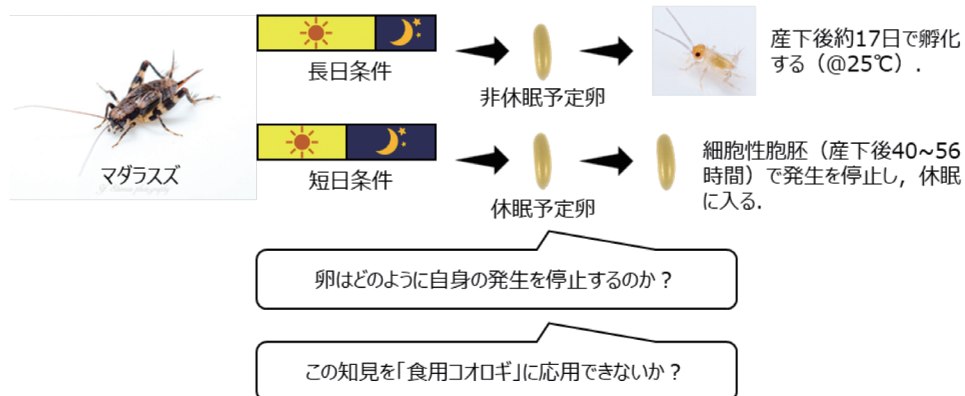 長日条件
非休眠予定卵
産下後約17日で孵化
する（@25℃）.
マダラスズ
短日条件
休眠予定卵
細胞性胞胚（産下後40~56
時間）で発生を停止し，休眠
に入る.
卵はどのように自身の発生を停止するのか？
この知見を「食用コオロギ」に応用できないか？